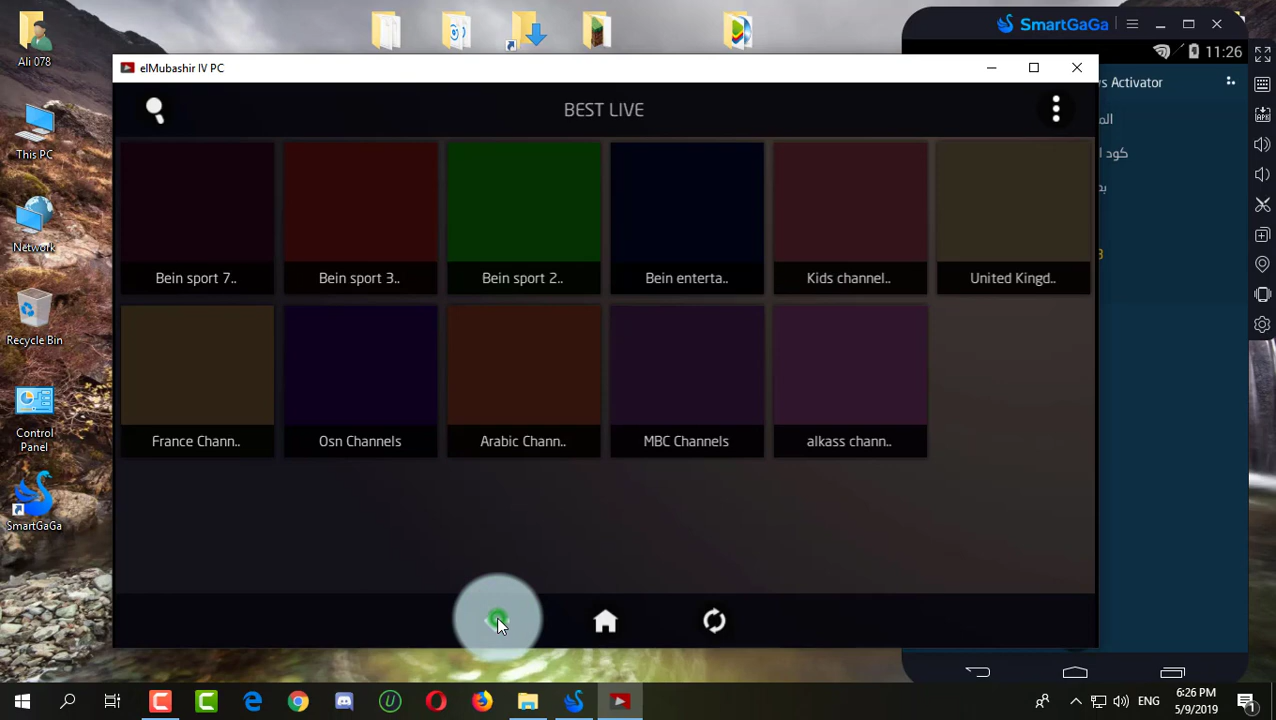 SmartGaGa
11:26
Ali 078
elMubashir IV PC
s Activator
BEST LIVE
This PC
Bein sport 7..
Bein sport 3..
Bein sport 2..
Bein enterta..
Kids channel..
United Kingd..
Network
Recycle Bin
France Chann..
Osn Channels
Arabic Chann..
MBC Channels
alkass chann..
Control
Panel
SmartGaGa
ENG
6:26 PM
5/9/2019
1